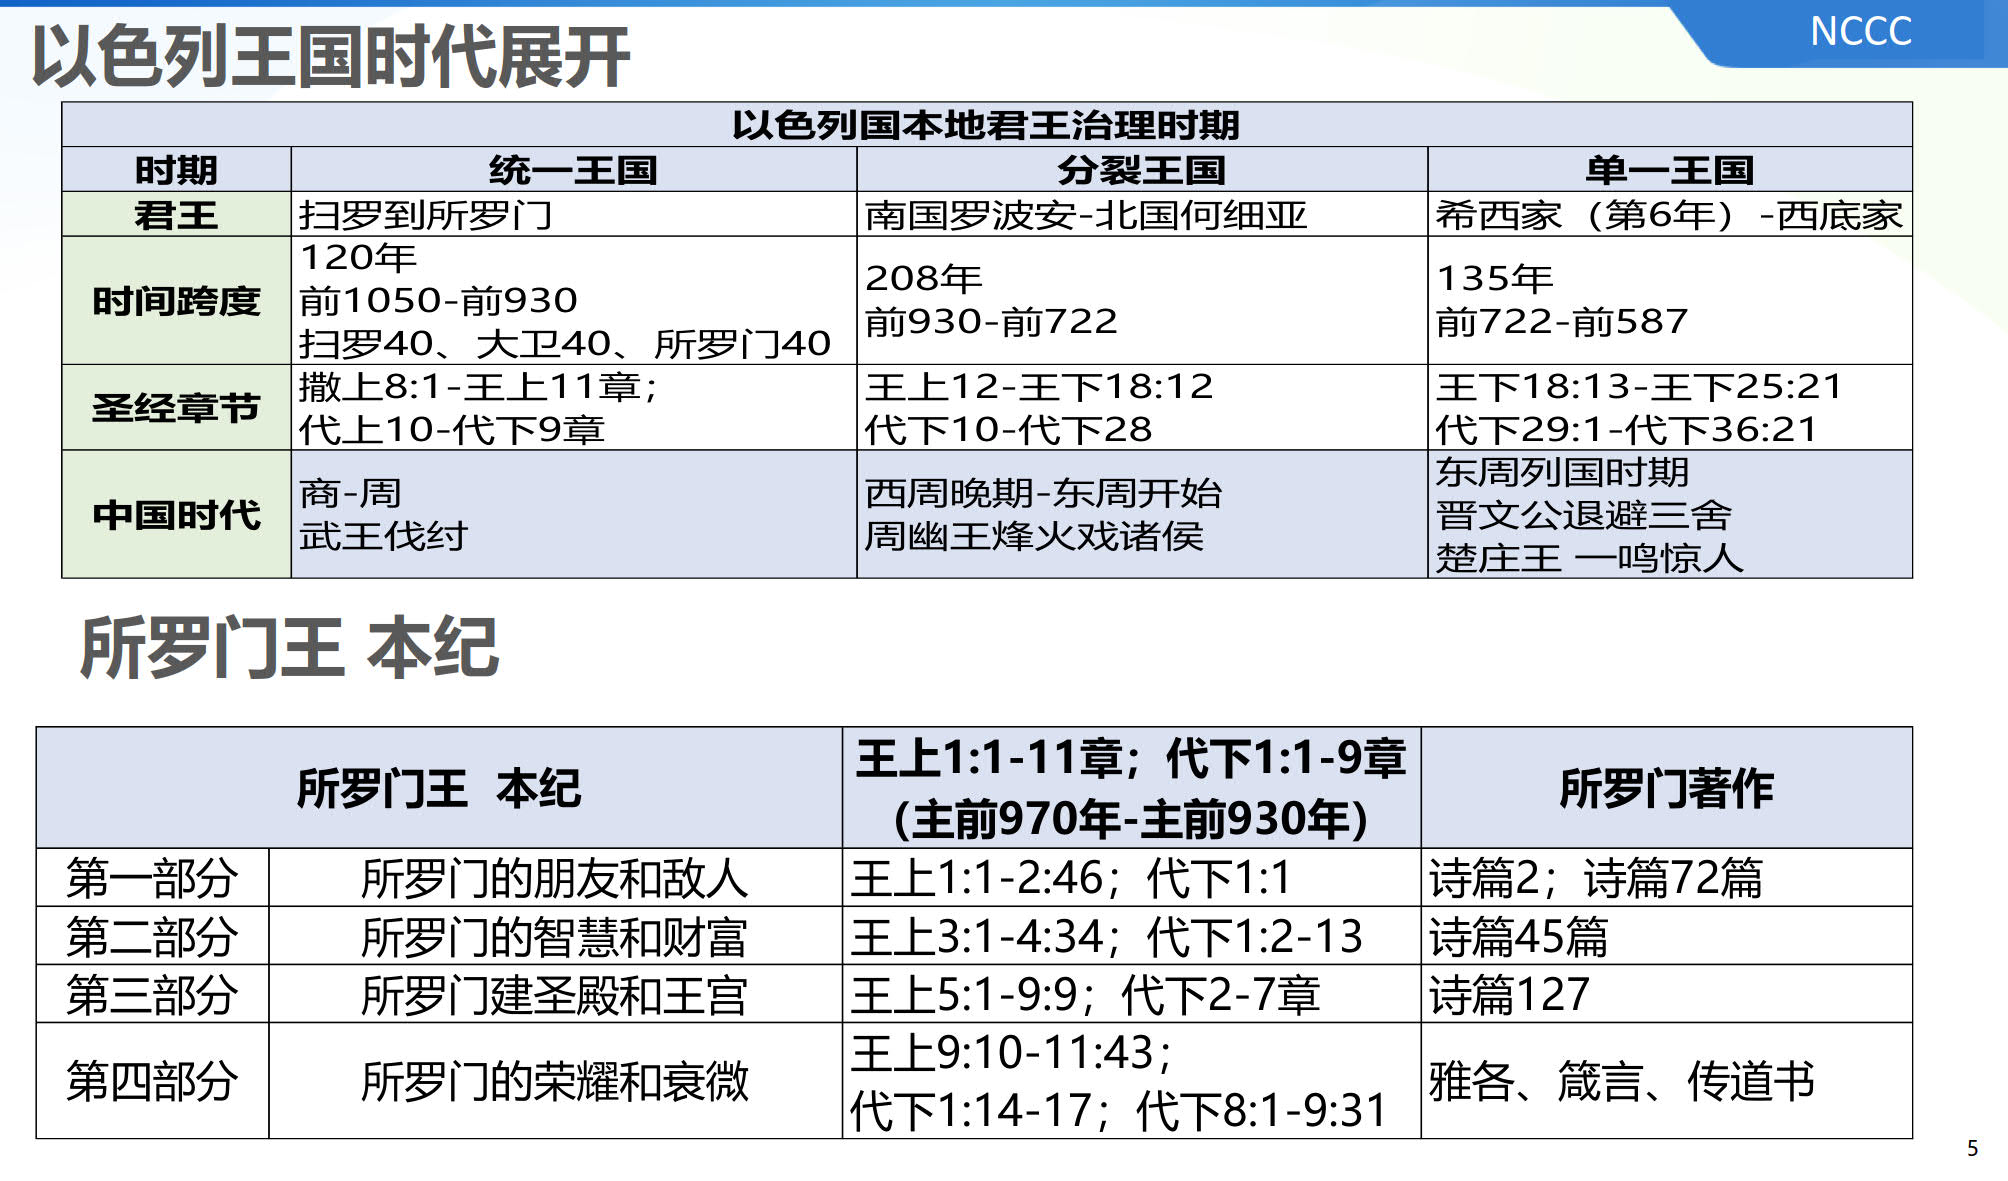 NCCC
以色列王国时代展开
以色列国本地君王治理时期
时期 统一王国 分裂王国 单一王国
君王 扫罗到所罗门 南国罗波安-北国何细亚 希西家（第6年）-西底家
时间跨度
120年
前1050-前930
扫罗40、大卫40、所罗门40
208年
前930-前722
135年
前722-前587
圣经章节
撒上8:1-王上11章；
代上10-代下9章
王上12-王下18:12
代下10-代下28
王下18:13-王下25:21
代下29:1-代下36:21
中国时代
商-周
武王伐纣
西周晚期-东周开始
周幽王烽火戏诸侯
东周列国时期
晋文公退避三舍
楚庄王 一鸣惊人
所罗门王 本纪
所罗门王 本纪
王上1:1-11章；代下1:1-9章
（主前970年-主前930年）
所罗门著作
第一部分 所罗门的朋友和敌人 王上1:1-2:46；代下1:1 诗篇2；诗篇72篇
第二部分 所罗门的智慧和财富 王上3:1-4:34；代下1:2-13 诗篇45篇
第三部分 所罗门建圣殿和王宫 王上5:1-9:9；代下2-7章 诗篇127
第四部分 所罗门的荣耀和衰微
王上9:10-11:43；
代下1:14-17；代下8:1-9:31
雅各、箴言、传道书
5